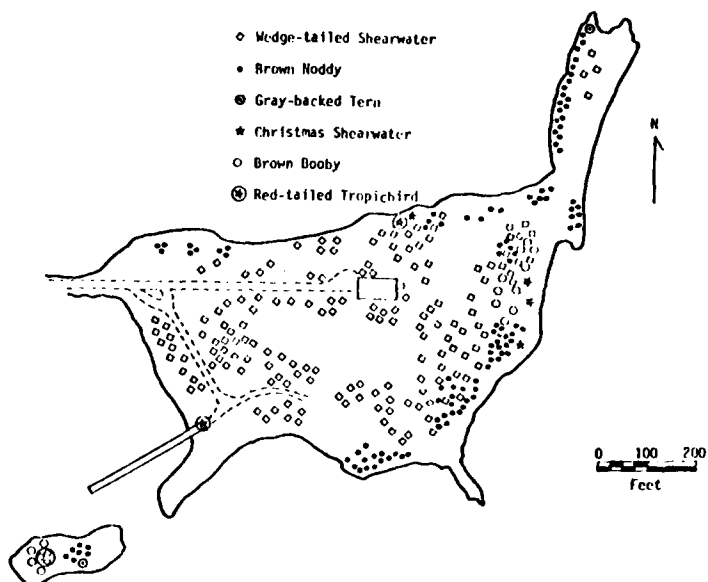 Wedge-tailed Shearwater
Brown Noddy
Gray-backed Tern
Christmas Shearwater
Brown Booby
Red-tailed Tropicbird
N
0 100 200
Feet